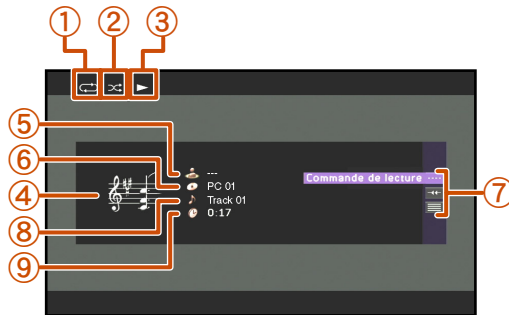 ① ② ③
⑤
⑥
④
⑧
⑨
⑦
---
PC 01
Track 01
0:17
Commande de lecture